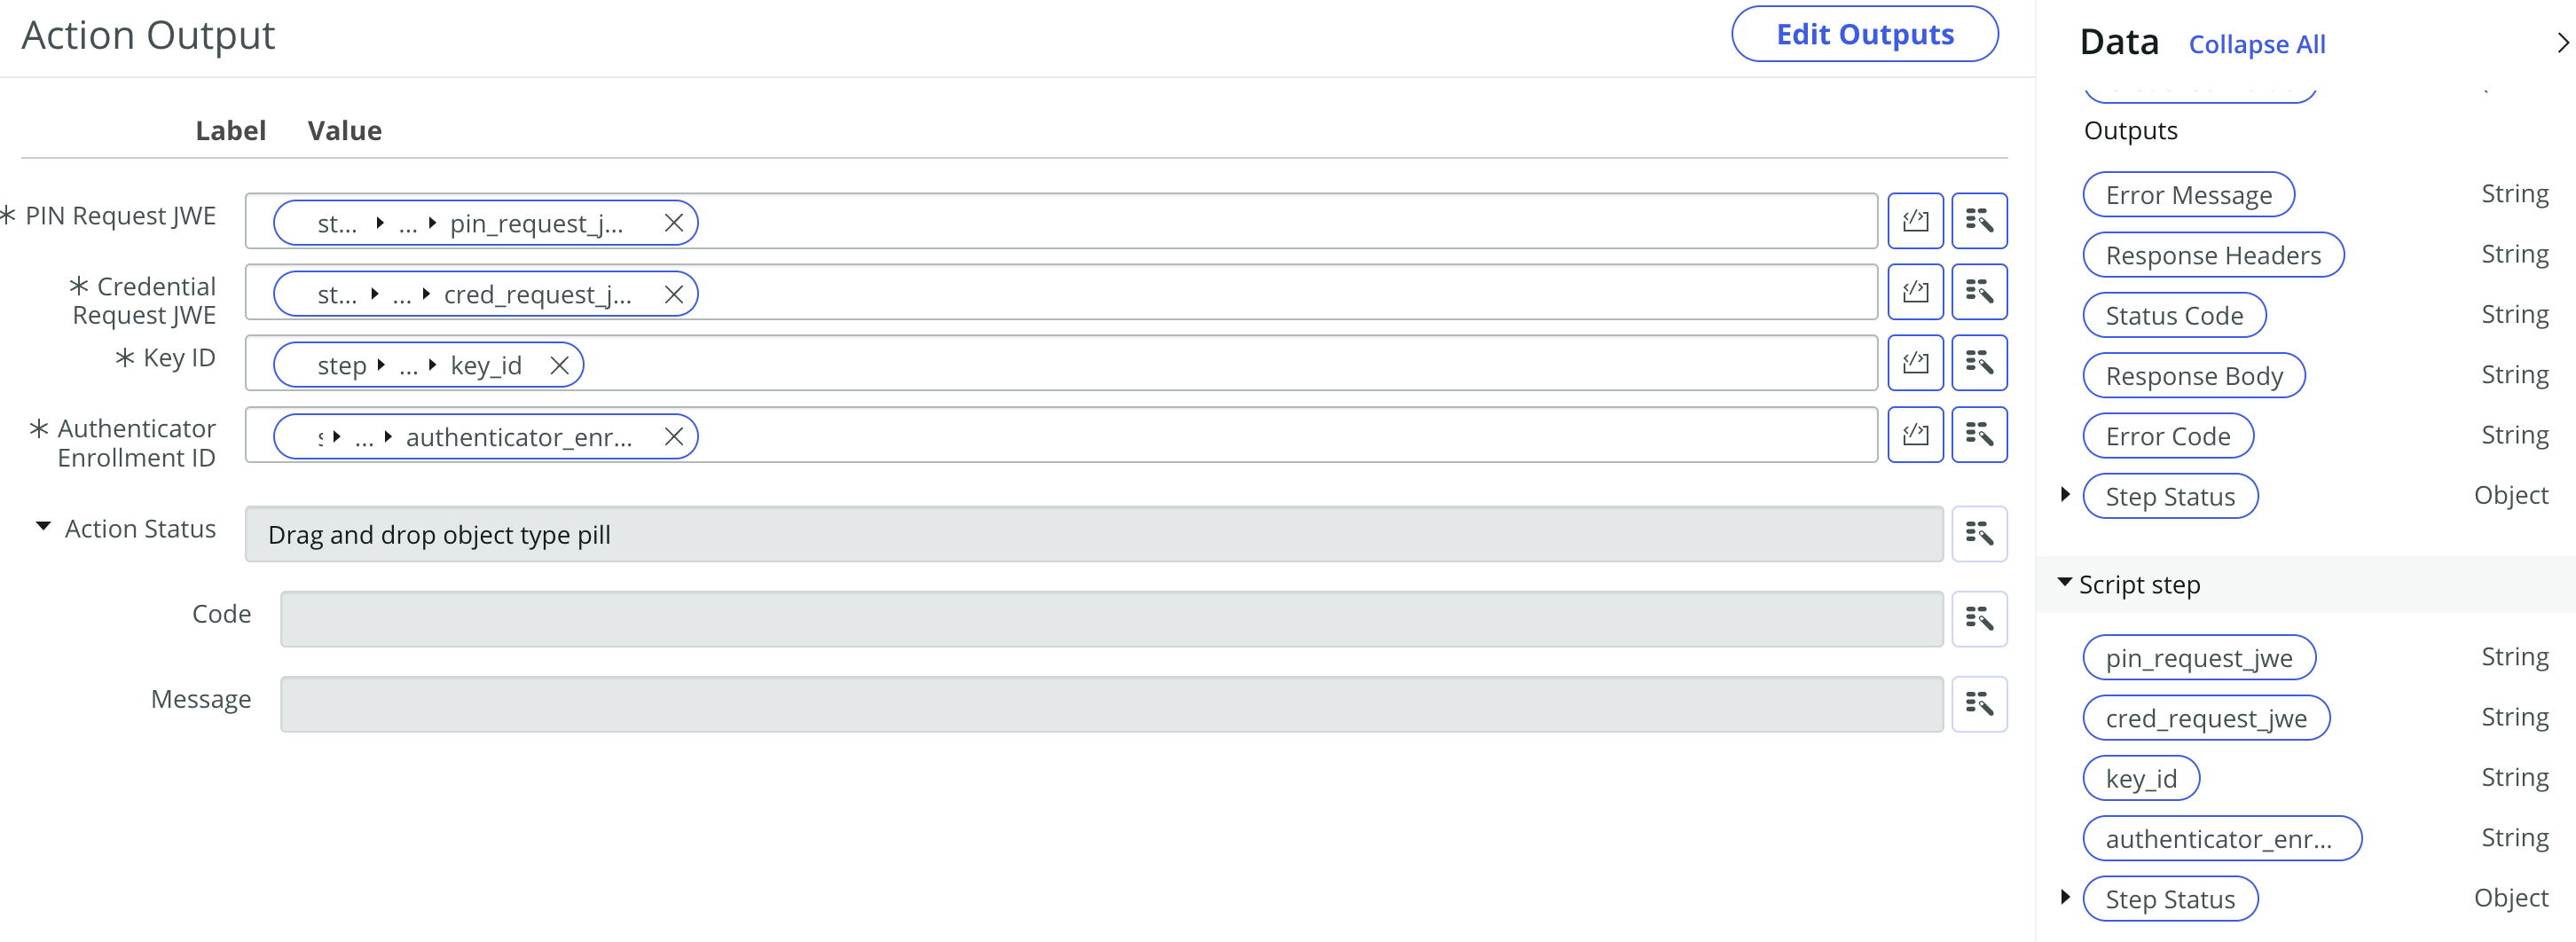 Action Output
Edit Outputs
Label Value
* PIN Request JWE
st... ... pin_request_j...
* Credential
Request JWE
st... ... cred_request_j...
* Key ID
step ... key_id
* Authenticator
Enrollment ID
... authenticator_enr...
Action Status
Drag and drop object type pill
Code
Message
Data Collapse All
Outputs
Error Message String
Response Headers String
Status Code String
Response Body String
Error Code String
Step Status Object
Script step
pin_request_jwe String
cred_request_jwe String
key_id String
authenticator_enr... String
Step Status Object